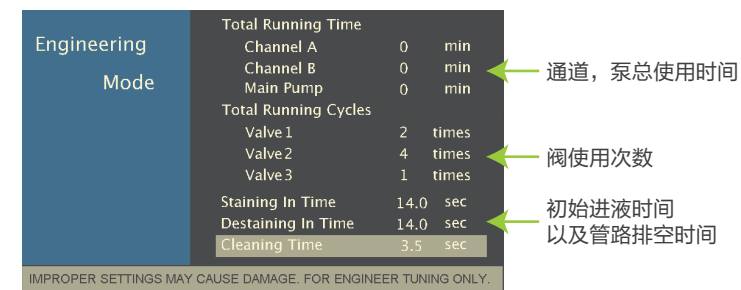 Engineering
Mode
Total Running Time
Channel A 0 min
Channel B 0 min
Main Pump 0 min
Total Running Cycles
Valve 1 2 times
Valve 2 4 times
Valve 3 1 times
Staining In Time 14.0 sec
Destaining In Time 14.0 sec
Cleaning Time 3.5 sec
IMPROPER SETTINGS MAY CAUSE DAMAGE. FOR ENGINEER TUNING ONLY.
通道，泵总使用时间
阀使用次数
初始进液时间
以及管路排空时间